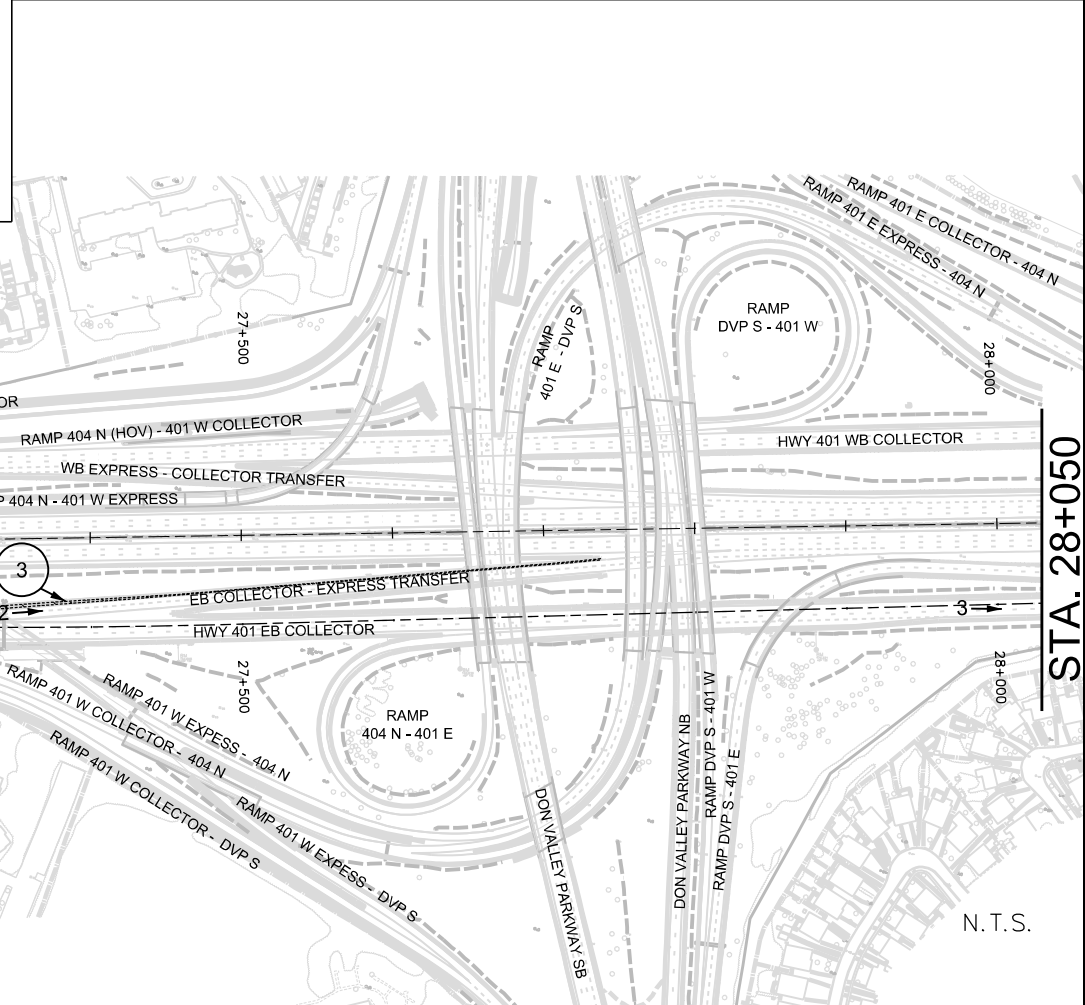 RAMP 401 E COLLECTOR - 404 N
RAMP 401 E EXPRESS - 404 N
RAMP
DVP S - 401 W
RAMP
401 E - DVP S
27+500
28+000
OR
RAMP 404 N (HOV) - 401 W COLLECTOR
HWY 401 WB COLLECTOR
WB EXPRESS - COLLECTOR TRANSFER
P 404 N - 401 W EXPRESS
STA. 28+050
3
EB COLLECTOR - EXPRESS TRANSFER
2
3
HWY 401 EB COLLECTOR
27+500
28+000
RAMP 401 W EXPESS - 404 N
RAMP 401 W COLLECTOR - 404 N
RAMP
404 N - 401 E
RAMP 401 W COLLECTOR - DVP S
RAMP 401 W EXPESS - DVP S
DON VALLEY PARKWAY SB
DON VALLEY PARKWAY NB
RAMP DVP S - 401 W
RAMP DVP S - 401 E
N.T.S.